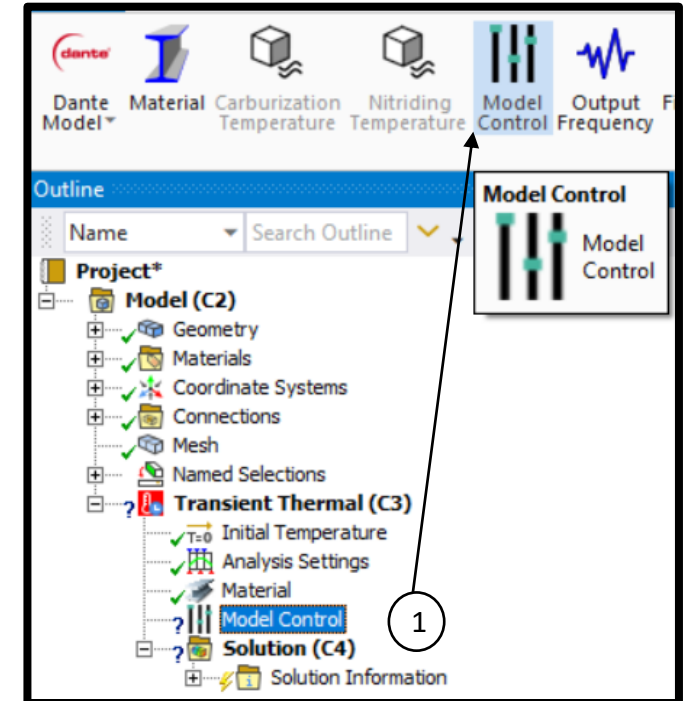 dante
Dante Material Carburization Nitriding Model Output F
Model Temperature Temperature Control Frequency
Outline
Model Control
Name Search Outline
Model
Control
Project*
Model (C2)
Geometry
Materials
Coordinate Systems
Connections
Mesh
Named Selections
? Transient Thermal (C3)
T=0 Initial Temperature
Analysis Settings
Material
? Model Control
1
? Solution (C4)
i Solution Information